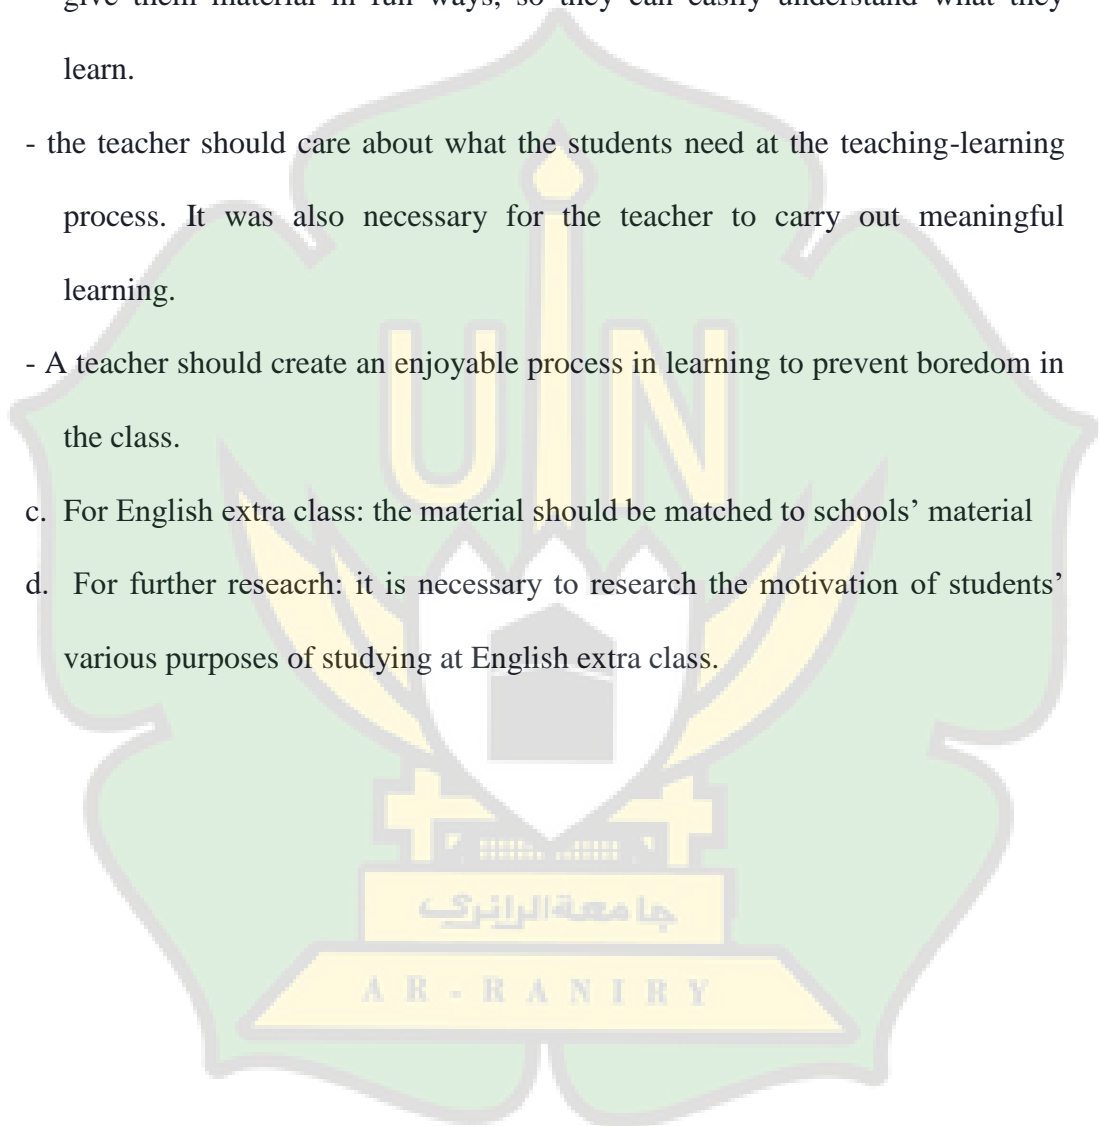 give them material in fun ways, so they can easily understand what they
learn.
- the teacher should care about what the students need at the teaching-learning
process. It was also necessary for the teacher to carry out meaningful
learning.
- A teacher should create an enjoyable process in learning to prevent boredom in
the class.
c. For English extra class: the material should be matched to schools’ material
d. For further reseacrh: it is necessary to research the motivation of students’
various purposes of studying at English extra class.
UIN
جامعة الرانري
AR-RANIRY